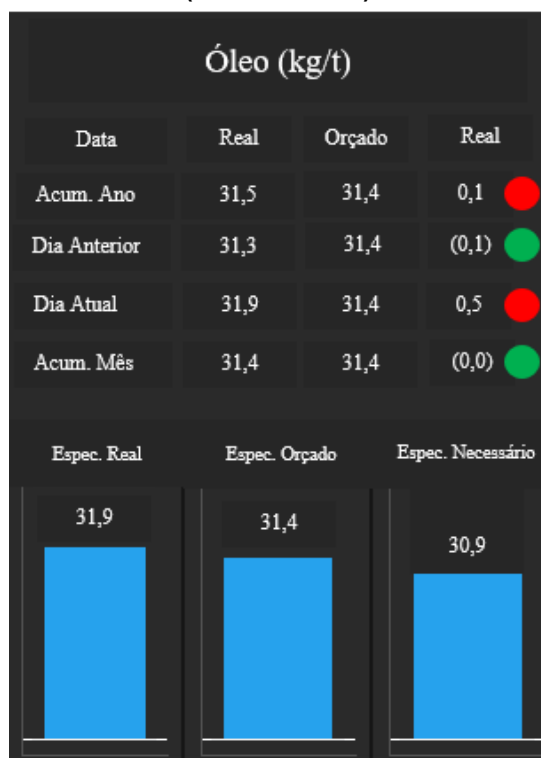 Óleo (kg/t)
Data Real Orçado Real
Acum. Ano 31,5 31,4 0,1
Dia Anterior 31,3 31,4 (0,1)
Dia Atual 31,9 31,4 0,5
Acum. Mês 31,4 31,4 (0,0)
Espec. Real Espec. Orçado Espec. Necessário
31,9 31,4 30,9